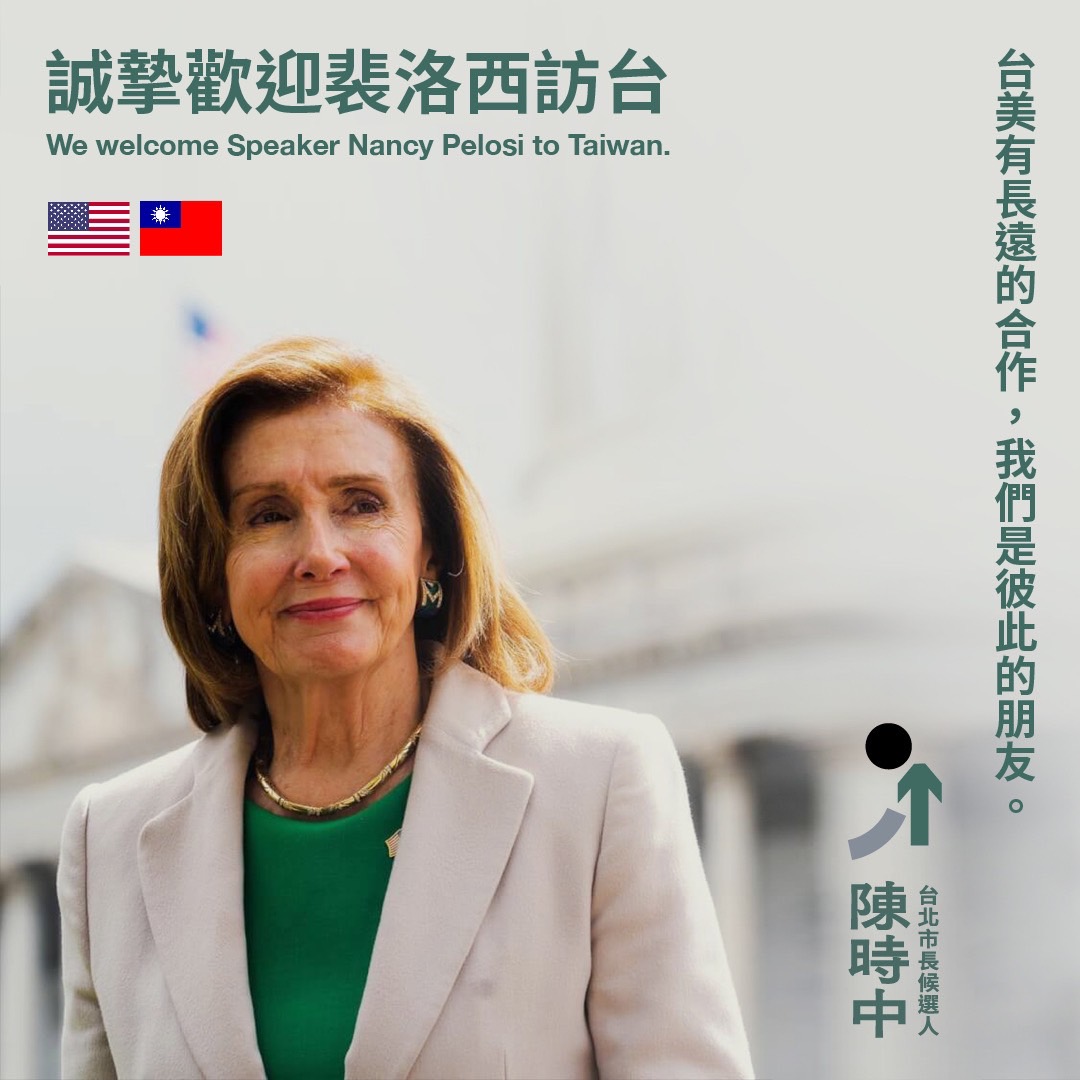 誠摯歡迎裴洛西訪台
We welcome Speaker Nancy Pelosi to Taiwan.
台美有長遠的合作，我們是彼此的朋友。
台北市長候選人
陳時中